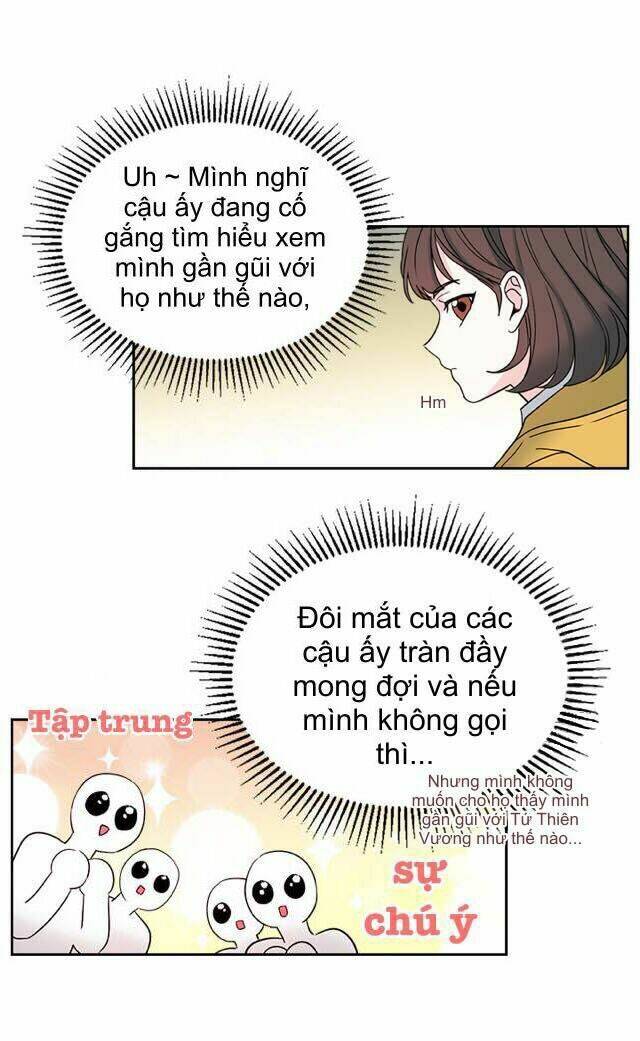 Uh ~ Mình nghĩ
cậu ấy đang cố
gắng tìm hiểu xem
mình gần gũi với
họ như thế nào,
Hm
Đôi mắt của các
cậu ấy tràn đầy
mong đợi và nếu
mình không gọi
thì...
Tập trung
Nhưng mình không
muốn cho họ thấy mình
gần gũi với Tứ Thiên
Vương như thế nào...
sự
chú ý